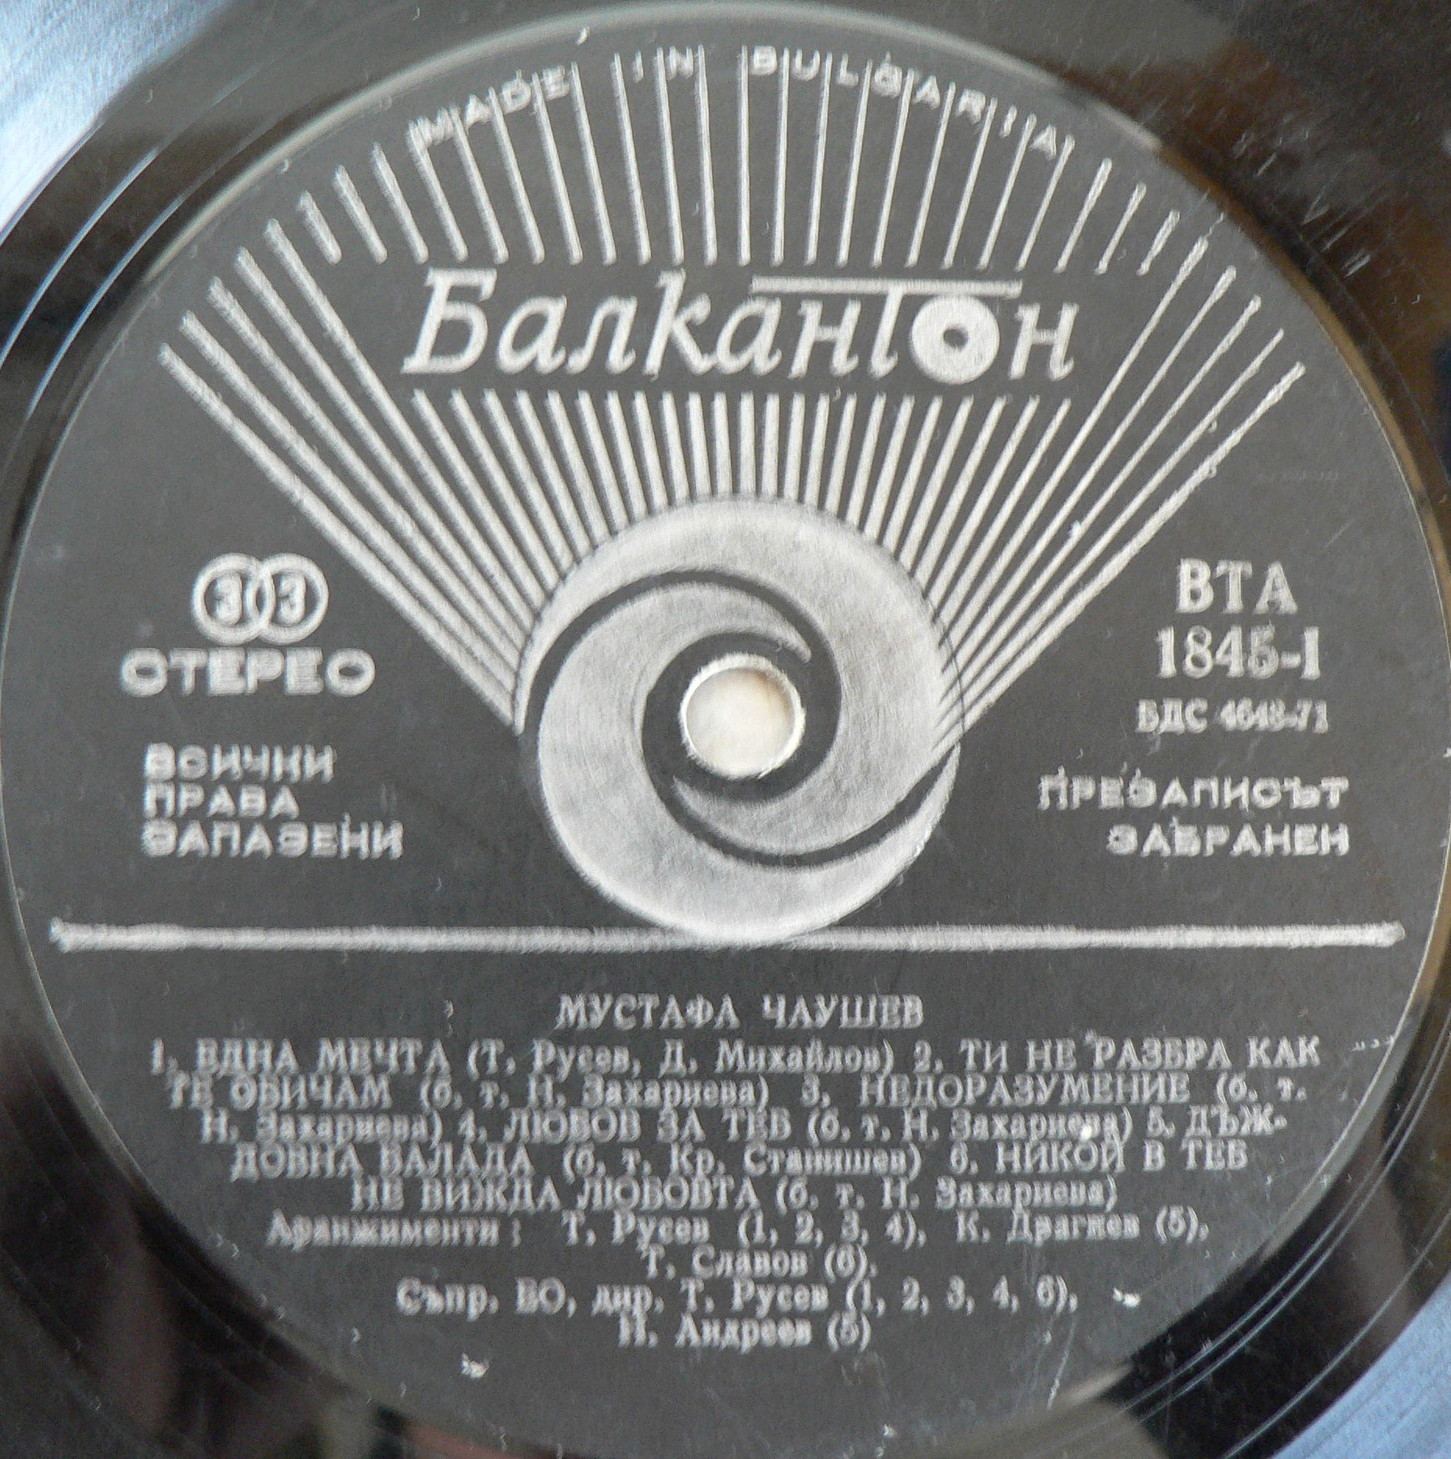 MADE IN BULGARIA
Балкантон
33
СТЕРЕО
ВСИЧКИ
ПРАВА
ЗАПАЗЕНИ
ВТА
1845-1
БДС 4648-71
ПРЕЗАПИСЪТ
ЗАБРАНЕН
МУСТАФА ЧАУШЕВ
1. ЕДНА МЕЧТА (Т. Русев, Д. Михайлов) 2. ТИ НЕ РАЗБРА КАК
ТЕ ОБИЧАМ (б. т. Н. Захариева) 3. НЕДОРАЗУМЕНИЕ (б. т.
Н. Захариева) 4. ЛЮБОВ ЗА ТЕБ (б. т. Н. Захариева) 5. ДЪЖ-
ДОВНА БАЛАДА (б. т. Кр. Станишев) 6. НИКОЙ В ТЕБ
НЕ ВИЖДА ЛЮБОВТА (б. т. Н. Захариева)
Аранжименти: Т. Русев (1, 2, 3, 4), К. Драгнев (5),
Т. Славов (6).
Съпр. ВО, дир. Т. Русев (1, 2, 3, 4, 6),
Н. Андреев (5)